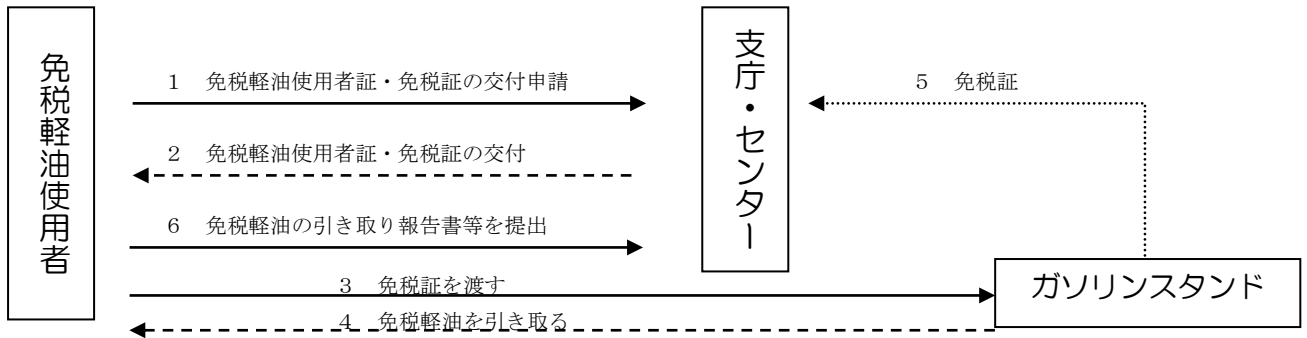 免税軽油使用者
支庁・センター
１　免税軽油使用者証・免税証の交付申請
５　免税証
２　免税軽油使用者証・免税証の交付
６　免税軽油の引き取り報告書等を提出
３　免税証を渡す
ガソリンスタンド
４　免税軽油を引き取る